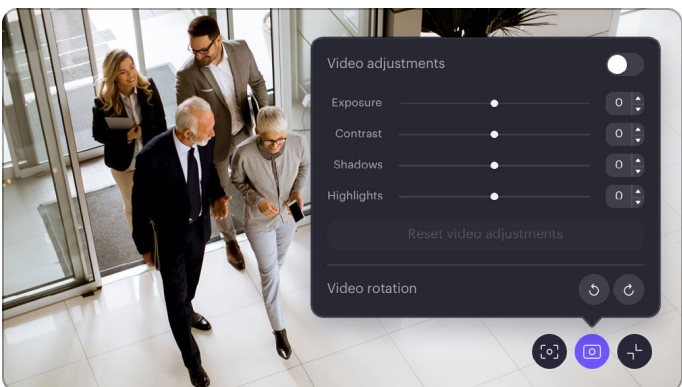 Video adjustments
Exposure 0
Contrast 0
Shadows 0
Highlights 0
Reset video adjustments
Video rotation